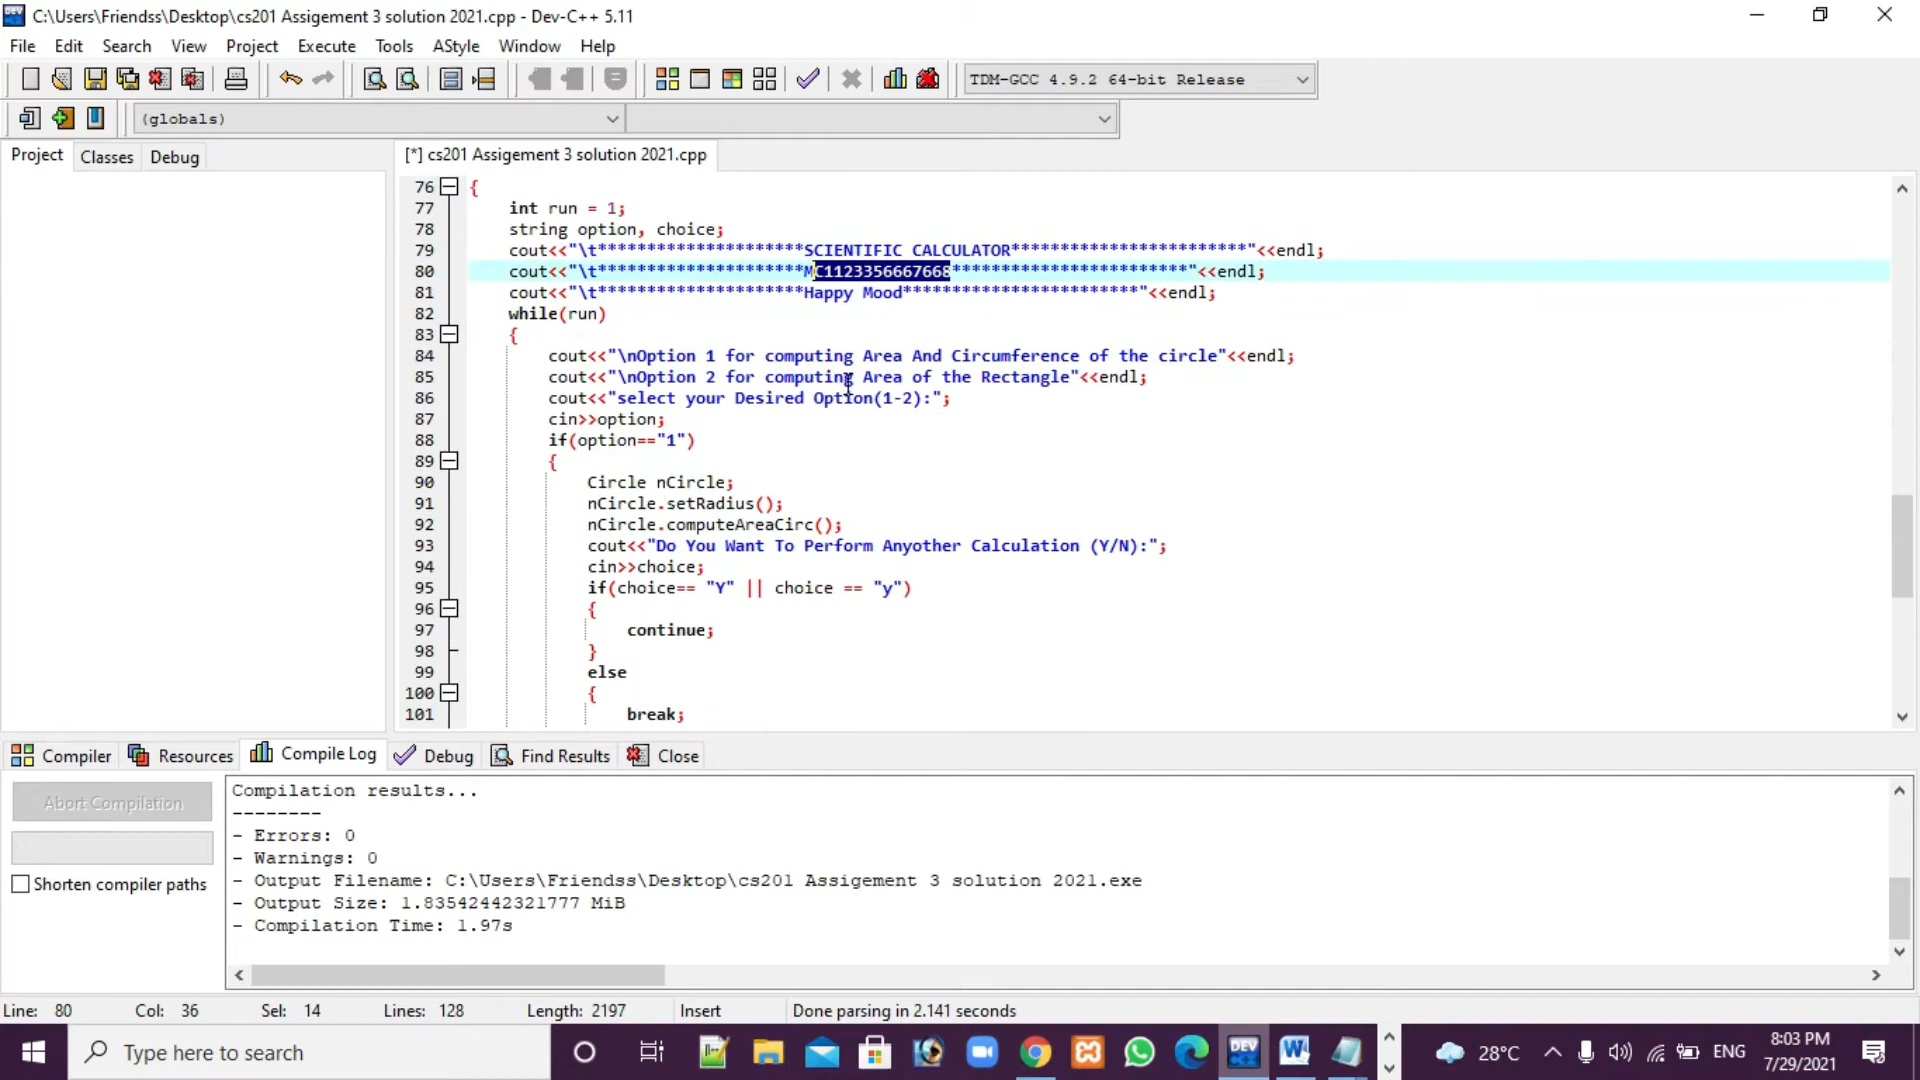 C:\Users\Friendss\Desktop\cs201 Assigement 3 solution 2021.cpp - Dev-C++ 5.11
File Edit Search View Project Execute Tools AStyle Window Help
TDM-GCC 4.9.2 64-bit Release
(globals)
Project Classes Debug
[*] cs201 Assigement 3 solution 2021.cpp
76 {
77 int run = 1;
78 string option, choice;
79 cout<<"\t*********************SCIENTIFIC CALCULATOR************************"<<endl;
80 cout<<"\t*********************MC1123356667668************************"<<endl;
81 cout<<"\t*********************Happy Mood************************"<<endl;
82 while(run)
83 {
84 cout<<"\nOption 1 for computing Area And Circumference of the circle"<<endl;
85 cout<<"\nOption 2 for computing Area of the Rectangle"<<endl;
86 cout<<"select your Desired Option(1-2):";
87 cin>>option;
88 if(option=="1")
89 {
90 Circle nCircle;
91 nCircle.setRadius();
92 nCircle.computeAreaCirc();
93 cout<<"Do You Want To Perform Anyother Calculation (Y/N):";
94 cin>>choice;
95 if(choice== "Y" || choice == "y")
96 {
97 continue;
98 }
99 else
100 {
101 break;
Compiler Resources Compile Log Debug Find Results Close
Abort Compilation
Shorten compiler paths
Compilation results...
--------
- Errors: 0
- Warnings: 0
- Output Filename: C:\Users\Friendss\Desktop\cs201 Assigement 3 solution 2021.exe
- Output Size: 1.83542442321777 MiB
- Compilation Time: 1.97s
Line: 80 Col: 36 Sel: 14 Lines: 128 Length: 2197 Insert Done parsing in 2.141 seconds
Type here to search
DEV C++
W
28°C
ENG
8:03 PM
7/29/2021